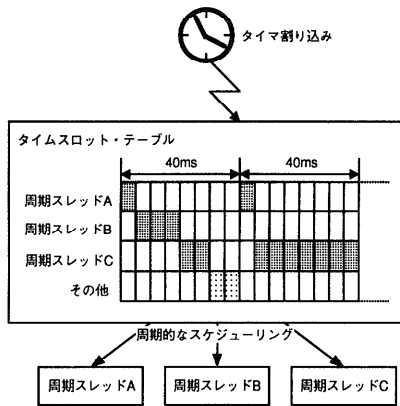 タイマ割り込み
タイムスロット・テーブル
40ms 40ms
周期スレッドA
周期スレッドB
周期スレッドC
その他
周期的なスケジューリング
周期スレッドA 周期スレッドB 周期スレッドC